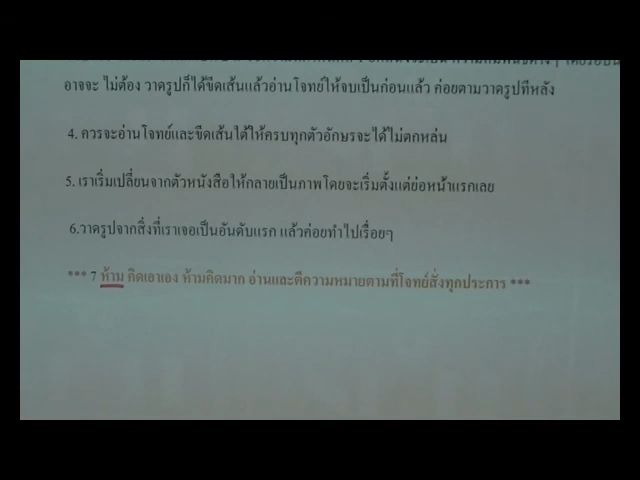 อาจจะ ไม่ต้อง วาดรูปก็ได้ขีดเส้นแล้วอ่านโจทย์ให้จบเป็นก่อนแล้ว ค่อยตามวาดรูปทีหลัง
4. ควรจะอ่านโจทย์และขีดเส้นใต้ให้ครบทุกตัวอักษรจะได้ไม่ตกหล่น
5. เราเริ่มเปลี่ยนจากตัวหนังสือให้กลายเป็นภาพโดยจะเริ่มตั้งแต่ย่อหน้าแรกเลย
6.วาดรูปจากสิ่งที่เราเจอเป็นอันดับแรก แล้วค่อยทำไปเรื่อยๆ
*** 7 ห้าม คิดเอาเอง ห้ามคิดมาก อ่านและตีความหมายตามที่โจทย์สั่งทุกประการ ***